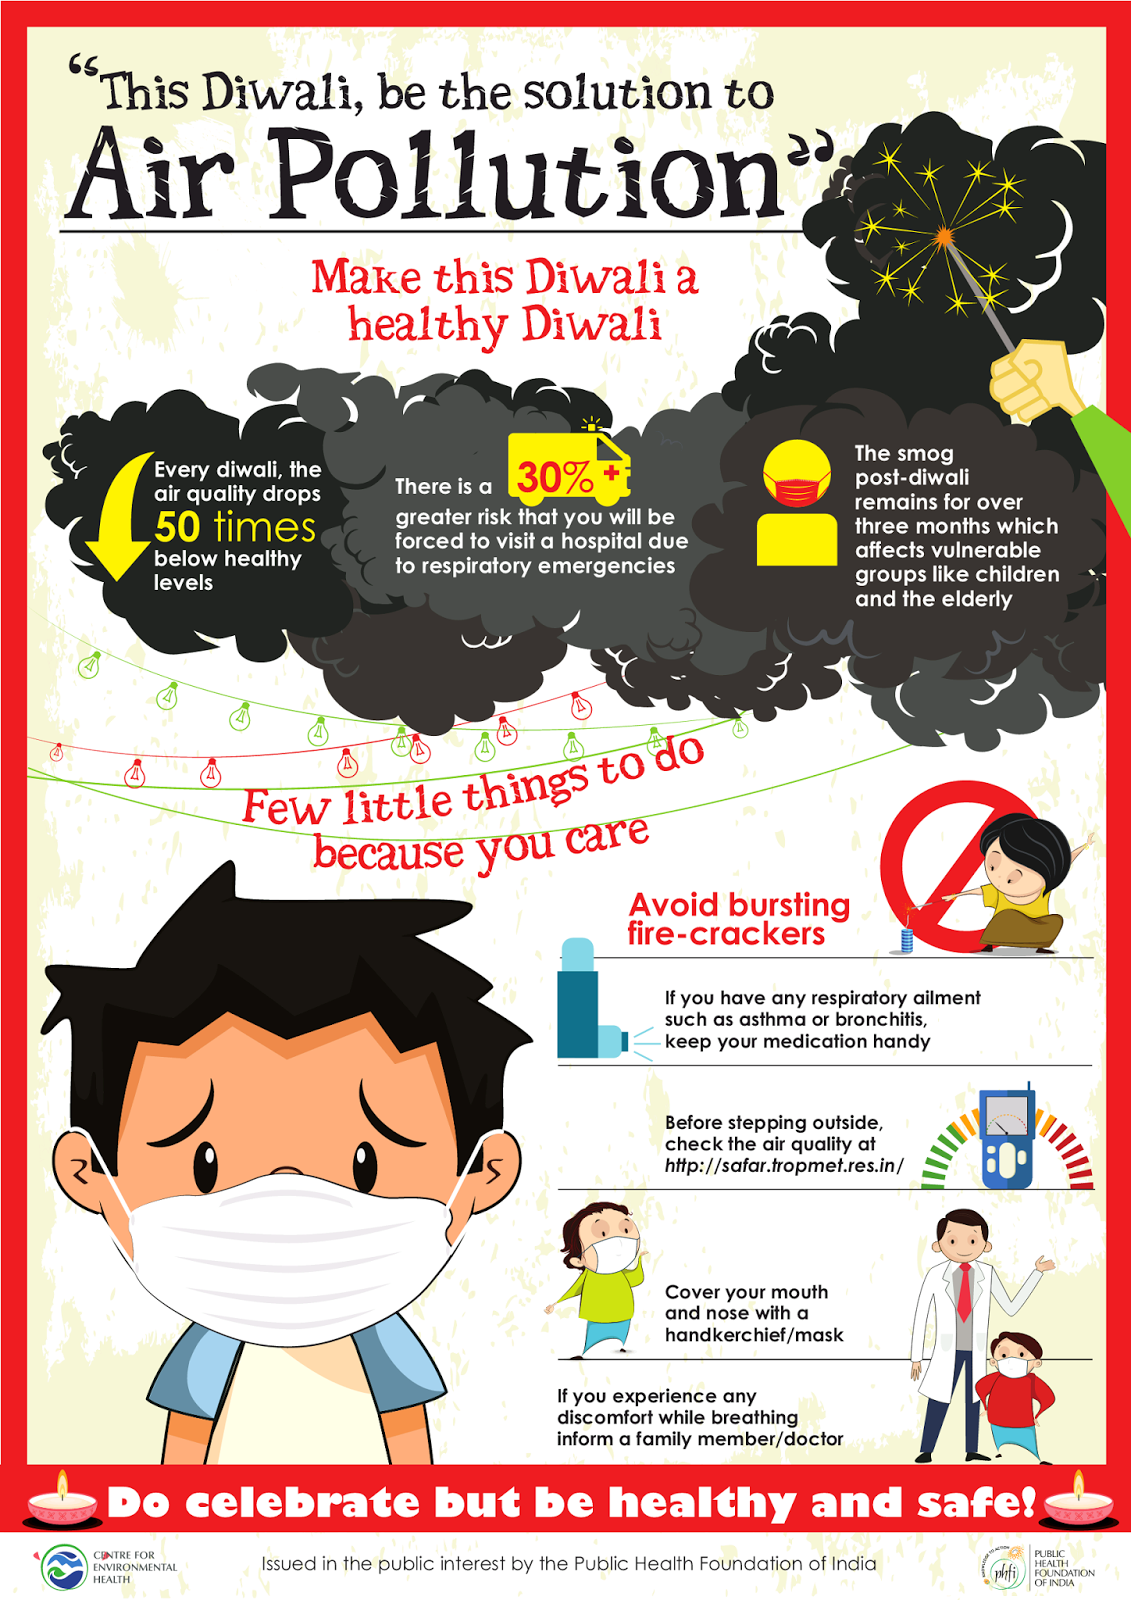 “This Diwali, be the solution to
Air Pollution”
Make this Diwali a
healthy Diwali
Every diwali, the
air quality drops
50 times
below healthy
levels
There is a 30% +
greater risk that you will be
forced to visit a hospital due
to respiratory emergencies
The smog
post-diwali
remains for over
three months which
affects vulnerable
groups like children
and the elderly
Few little things to do
because you care
Avoid bursting
fire-crackers
If you have any respiratory ailment
such as asthma or bronchitis,
keep your medication handy
Before stepping outside,
check the air quality at
http://safar.tropmet.res.in/
Cover your mouth
and nose with a
handkerchief/mask
If you experience any
discomfort while breathing
inform a family member/doctor
Do celebrate but be healthy and safe!
CENTRE FOR
ENVIRONMENTAL
HEALTH
Issued in the public interest by the Public Health Foundation of India
KNOWLEDGE TO ACTION
phfi
PUBLIC
HEALTH
FOUNDATION
OF INDIA